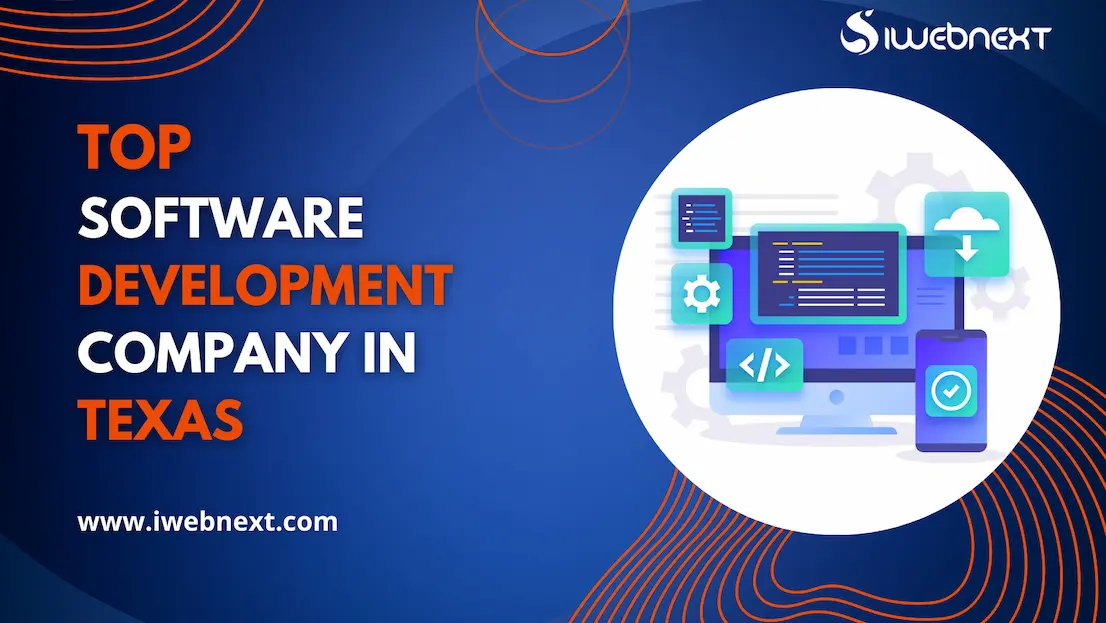 IWEBNEXT
TOP
SOFTWARE
DEVELOPMENT
COMPANY IN
TEXAS
</>
www.iwebnext.com